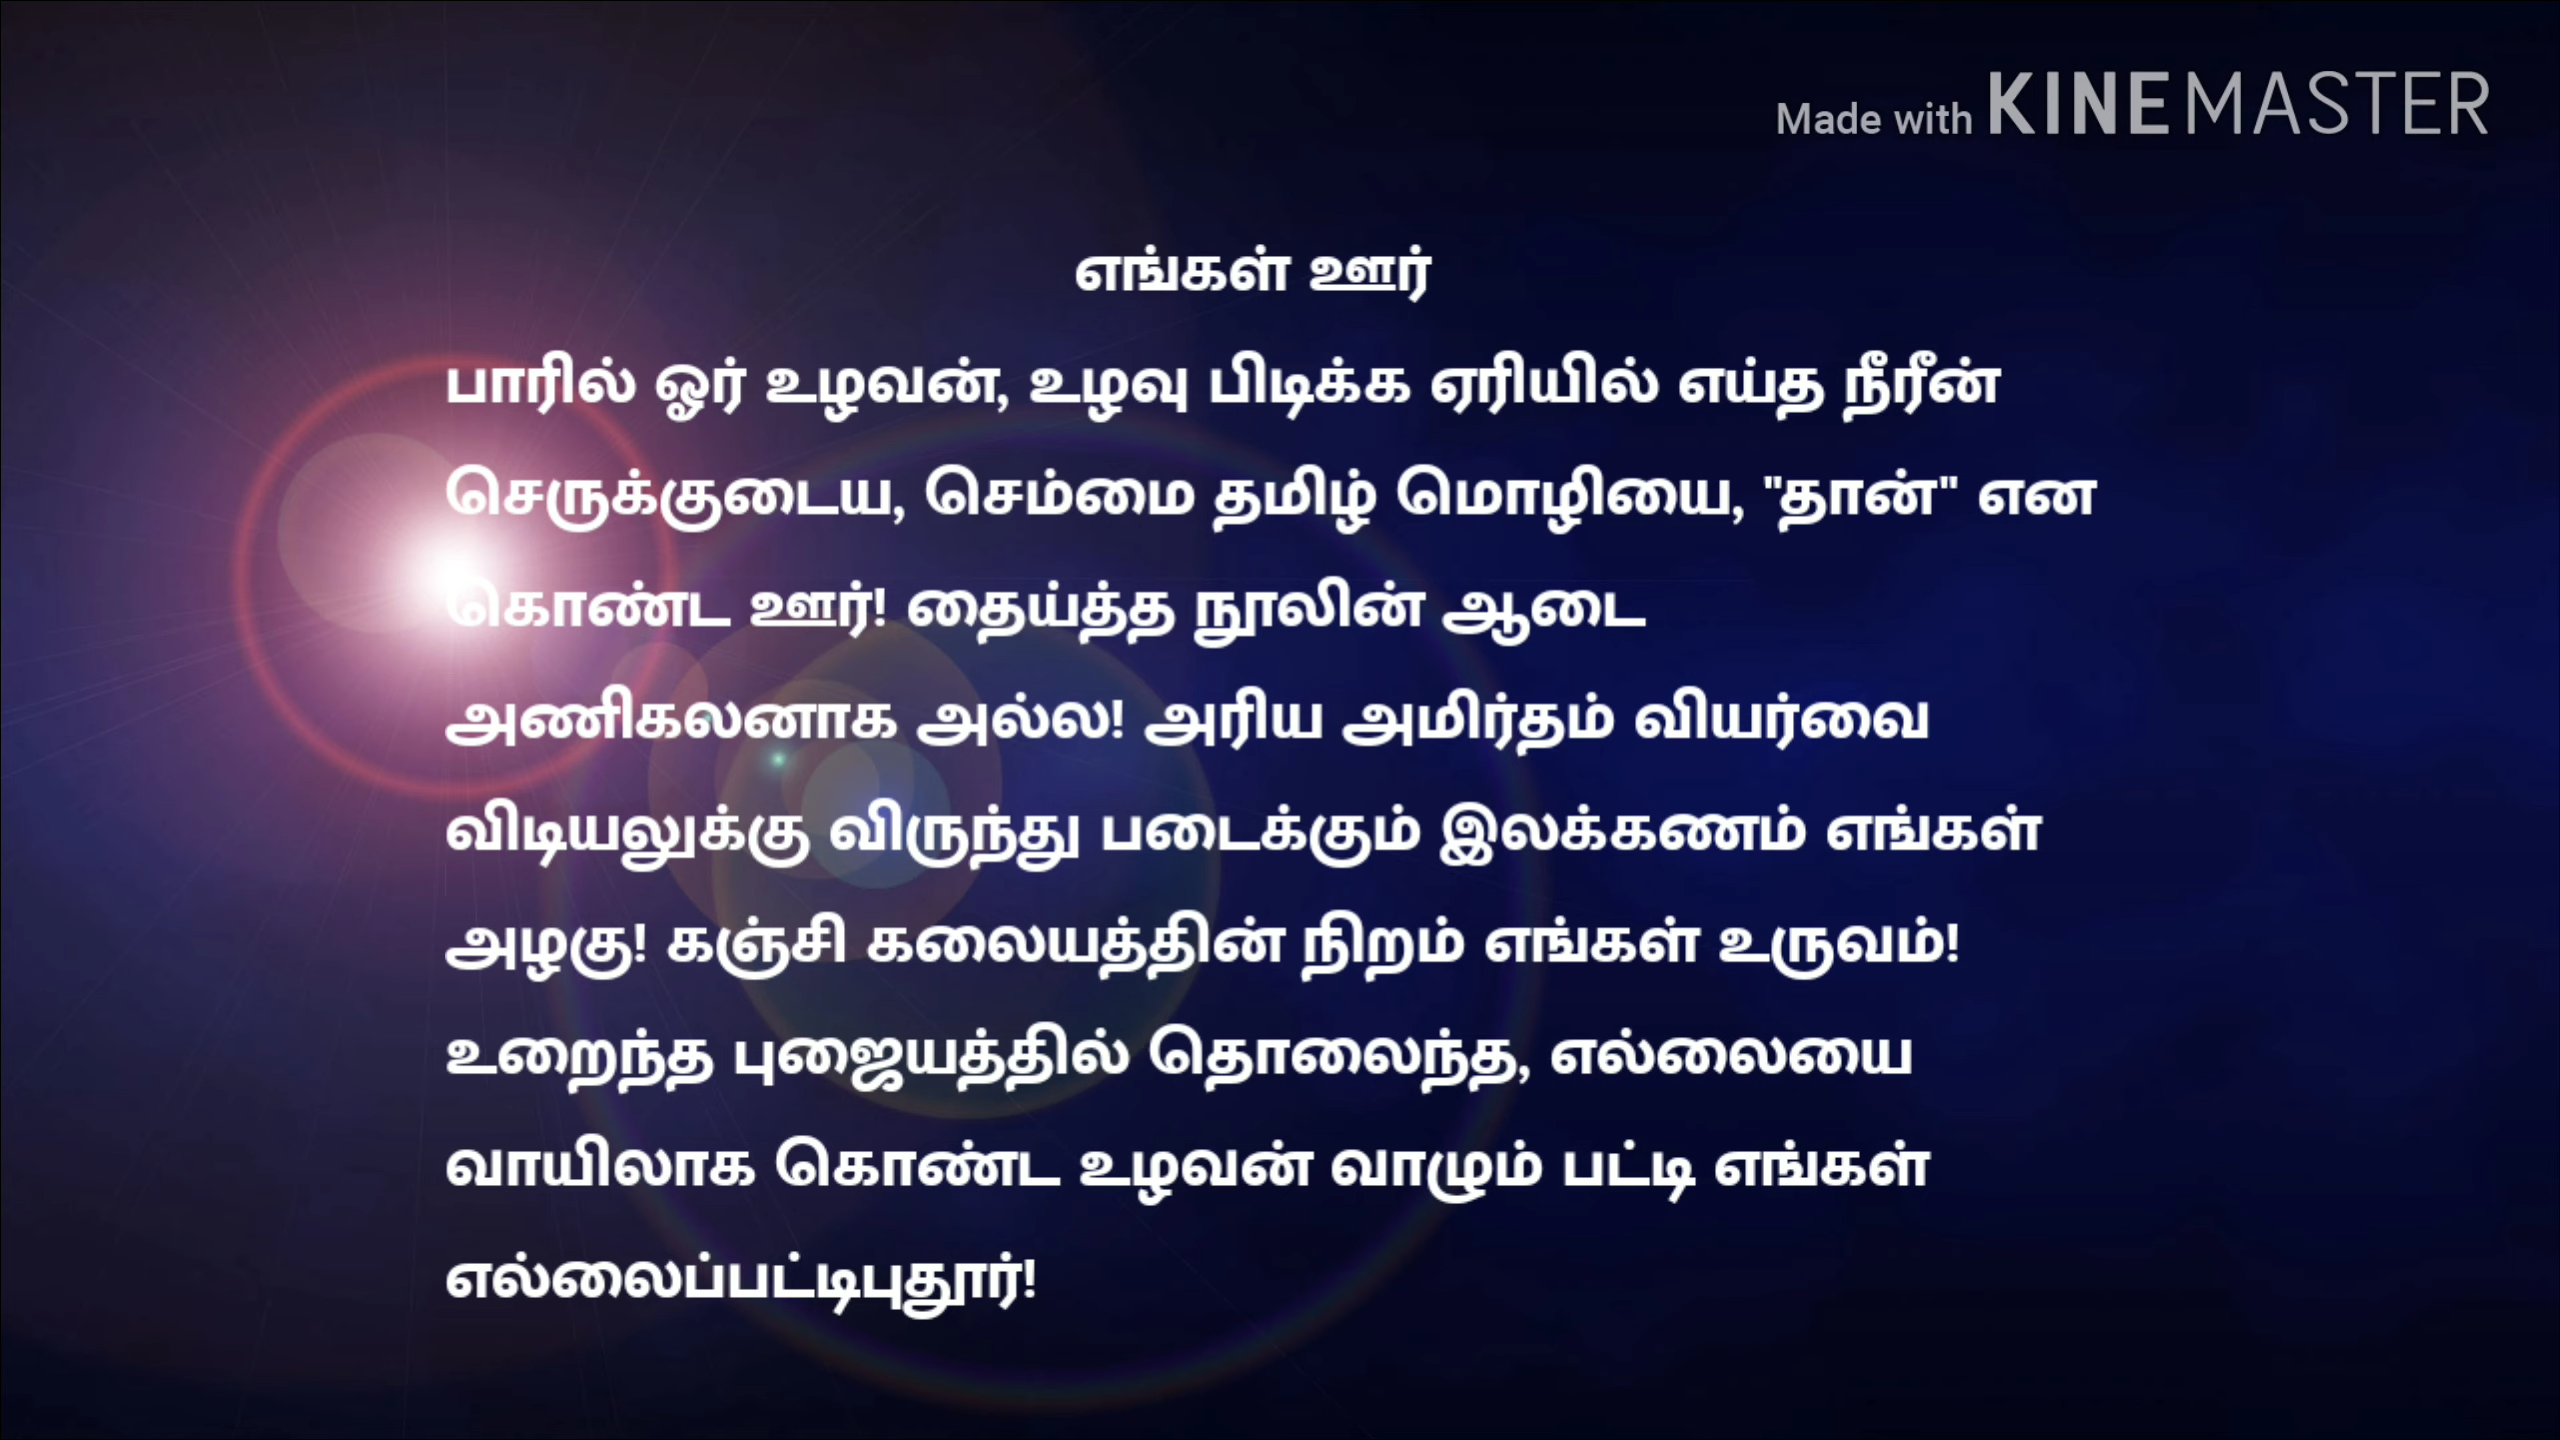 Made with KINEMASTER
எங்கள் ஊர்
பாரில் ஓர் உழவன், உழவு பிடிக்க ஏரியில் எய்த நீரீன்
செருக்குடைய, செம்மை தமிழ் மொழியை, "தான்" என
கொண்ட ஊர்! தைய்த்த நூலின் ஆடை
அணிகலனாக அல்ல! அரிய அமிர்தம் வியர்வை
விடியலுக்கு விருந்து படைக்கும் இலக்கணம் எங்கள்
அழகு! கஞ்சி கலையத்தின் நிறம் எங்கள் உருவம்!
உறைந்த புஜையத்தில் தொலைந்த, எல்லையை
வாயிலாக கொண்ட உழவன் வாழும் பட்டி எங்கள்
எல்லைப்பட்டிபுதூர்!